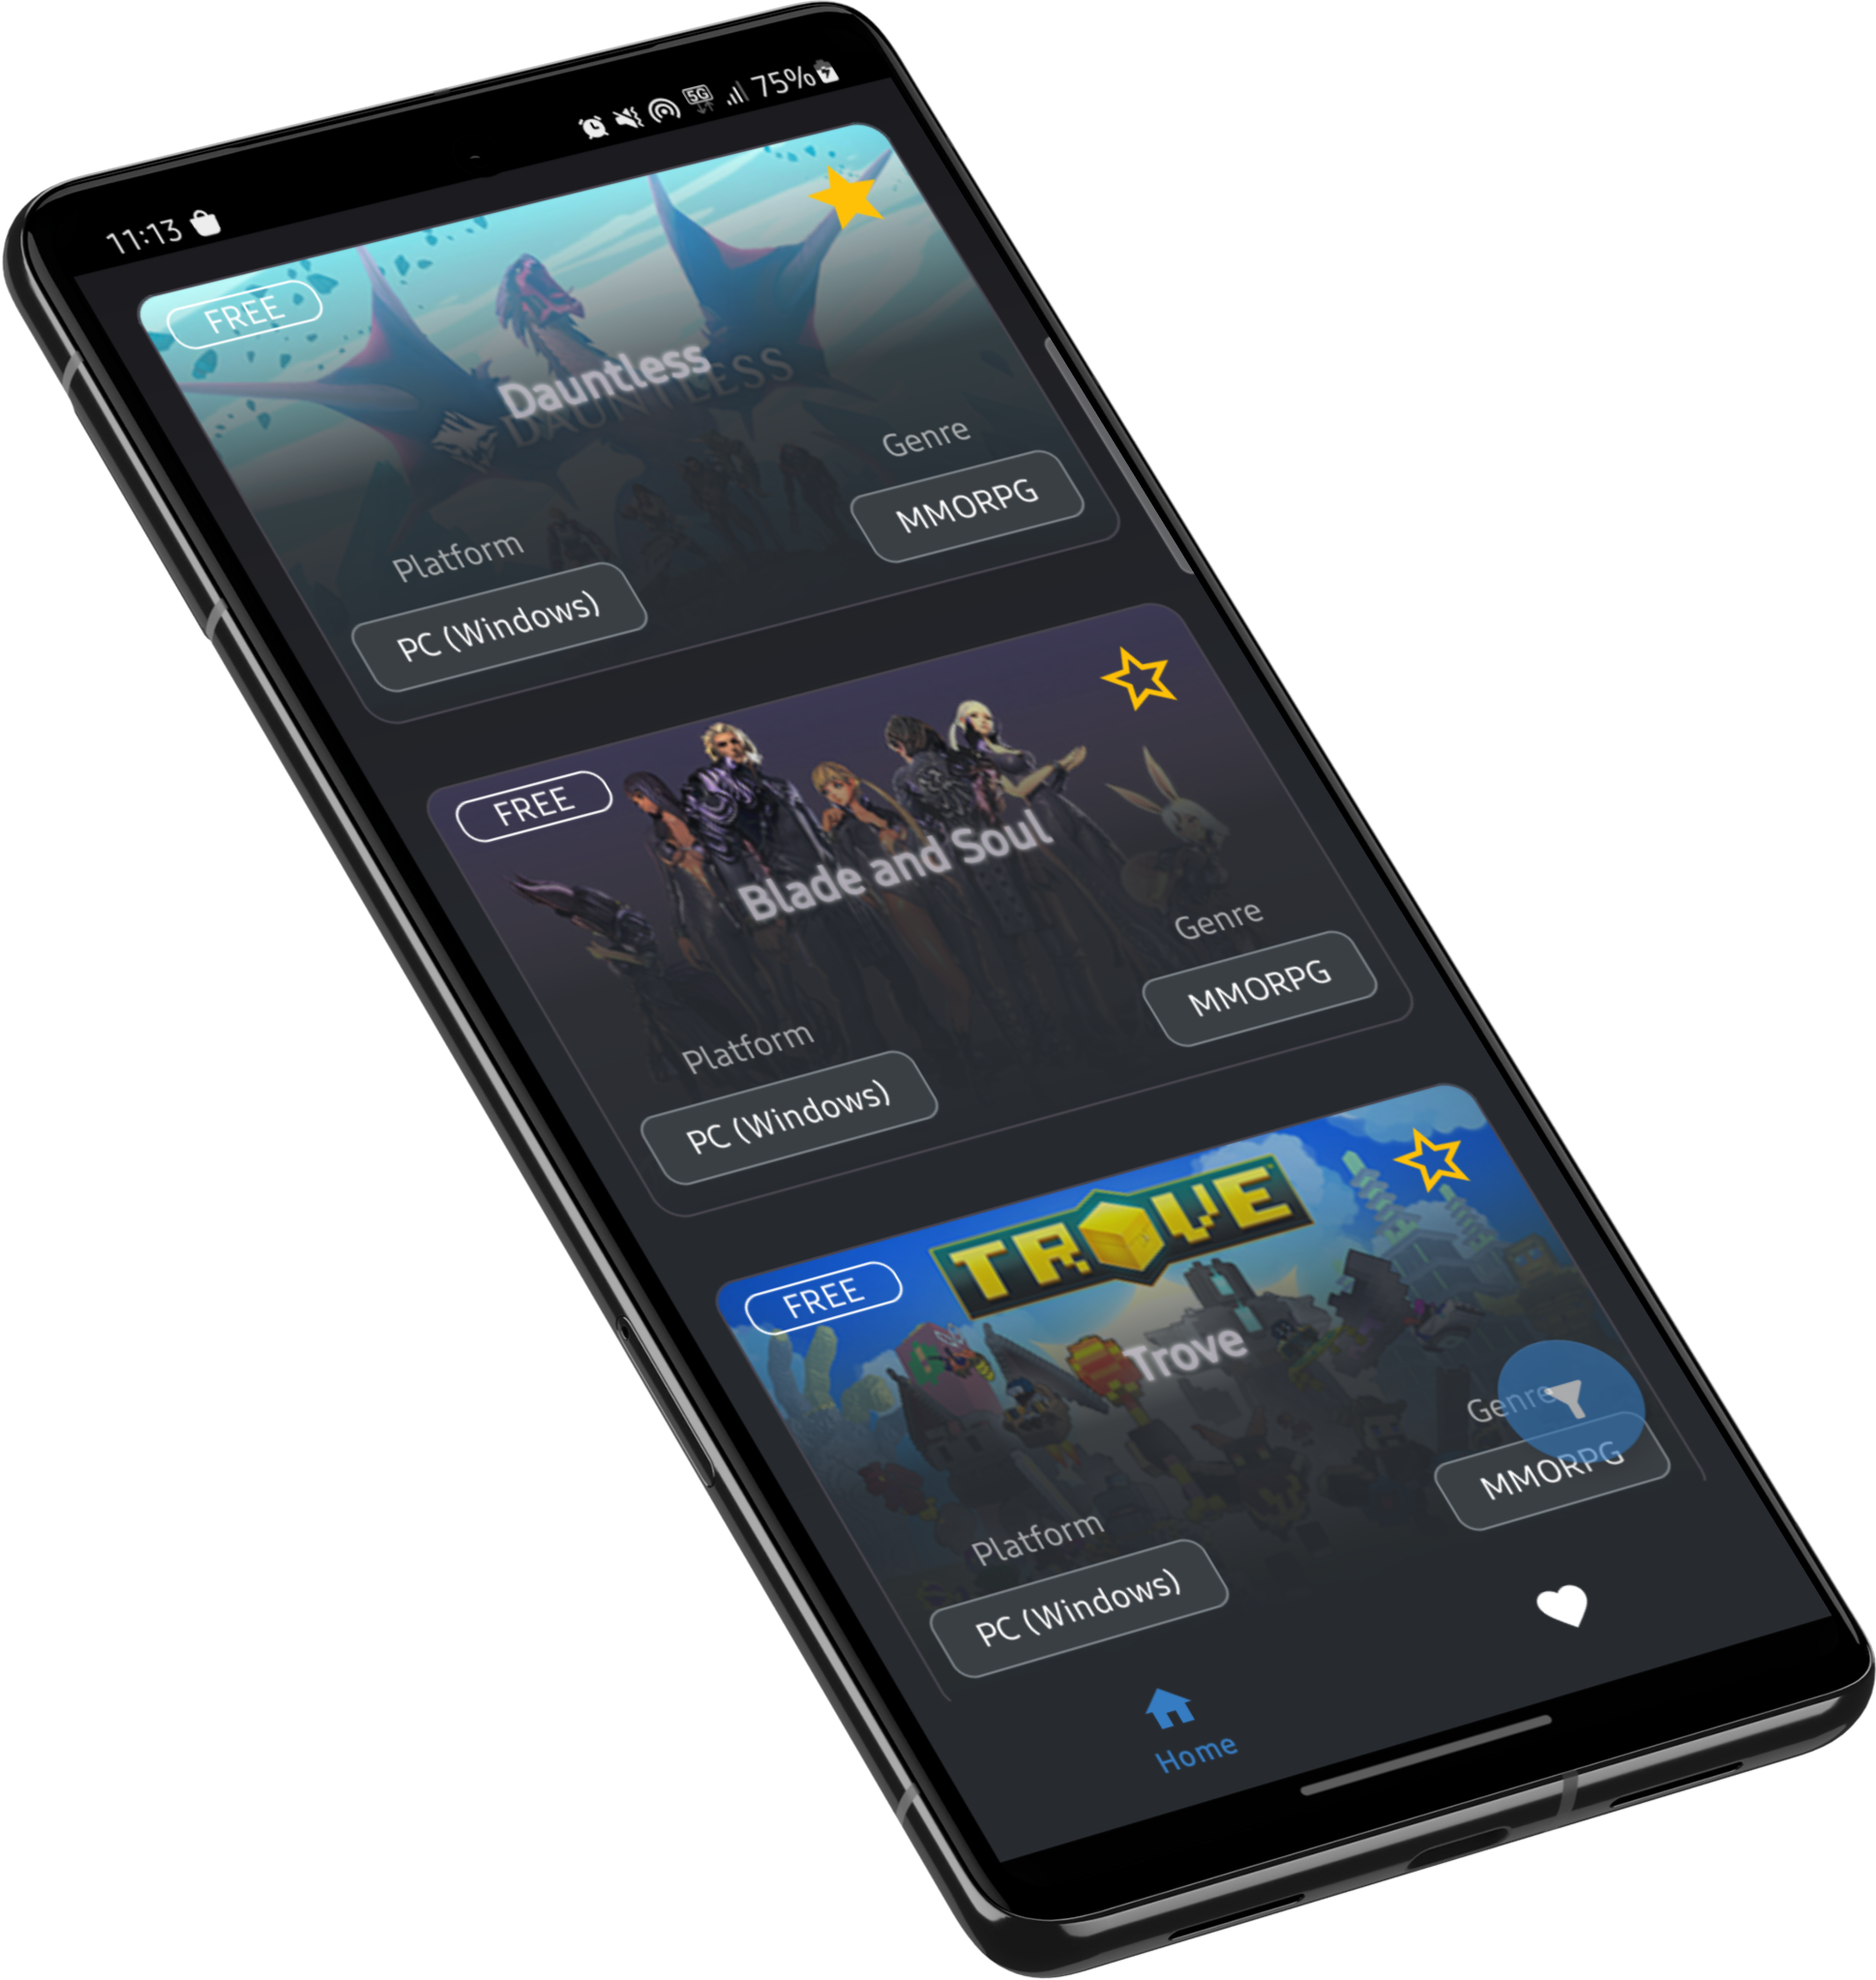 11:13
5G 75%
FREE
Dauntless
DAUNTLESS
Genre
MMORPG
Platform
PC (Windows)
FREE
Blade and Soul
Genre
MMORPG
Platform
PC (Windows)
TROVE
FREE
Trove
Genre
MMORPG
Platform
PC (Windows)
Home